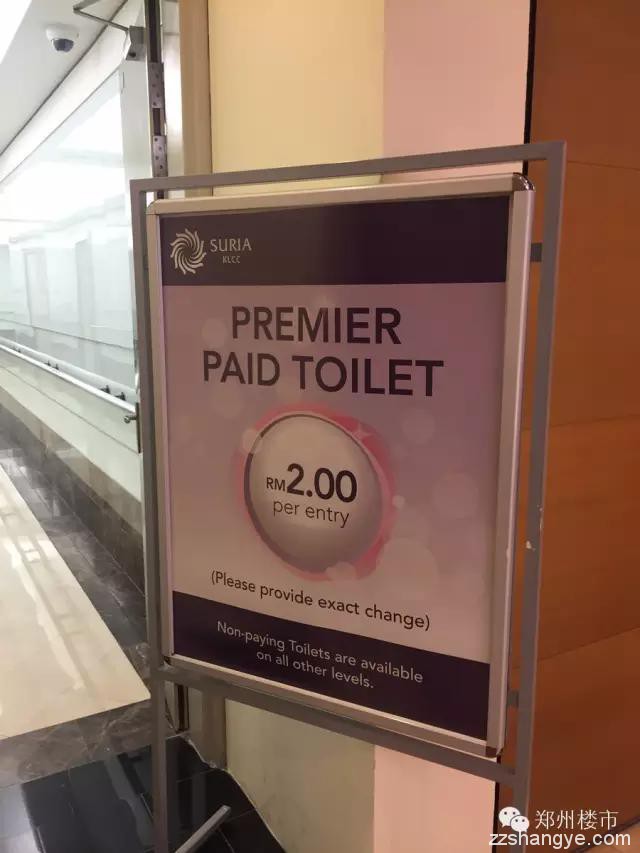 SURIA
KLCC
PREMIER
PAID TOILET
RM2.00
per entry
(Please provide exact change)
Non-paying Toilets are available
on all other levels.
郑州楼市
zzshangye.com